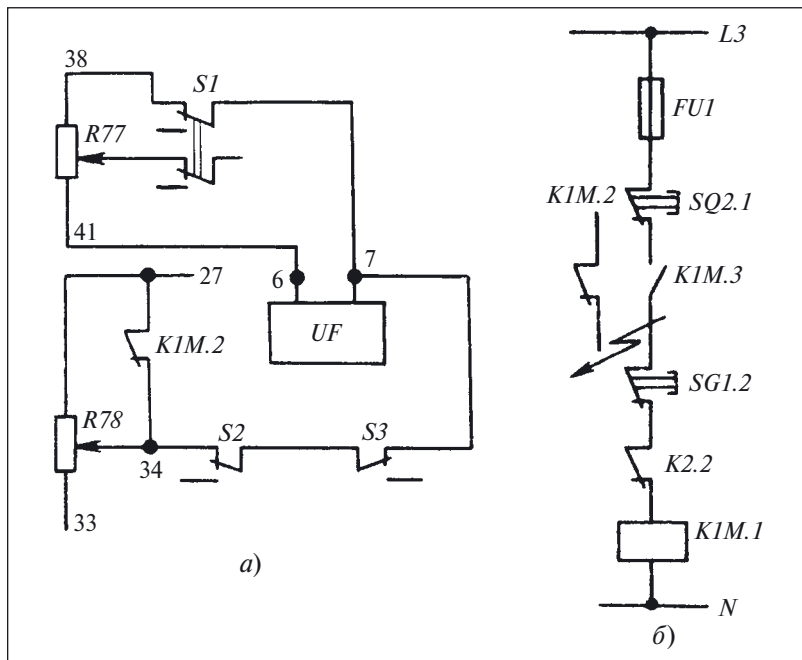 38
S1
R77
41
6
7
27
K1M.2
UF
R78
34
S2
S3
33
а)
L3
FU1
K1M.2
SQ2.1
K1M.3
SG1.2
K2.2
K1M.1
N
б)